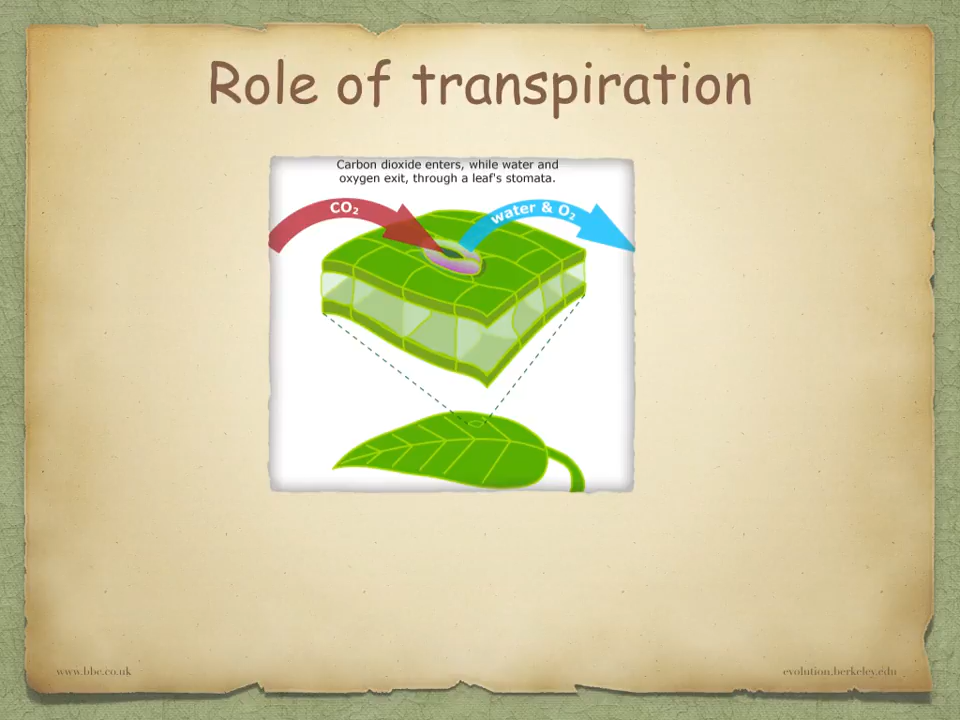 Role of transpiration
Carbon dioxide enters, while water and
oxygen exit, through a leaf's stomata.
CO₂
water & O₂
www.bbc.co.uk
evolution.berkeley.edu